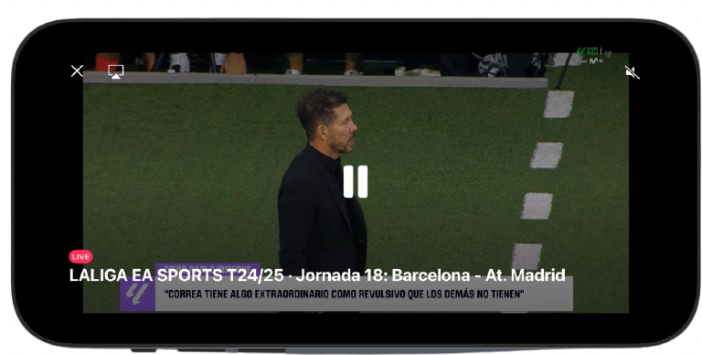 M+
LIVE
LALIGA EA SPORTS T24/25 · Jornada 18: Barcelona - At. Madrid
"CORREA TIENE ALGO EXTRAORDINARIO COMO REVULSIVO QUE LOS DEMÁS NO TIENEN"